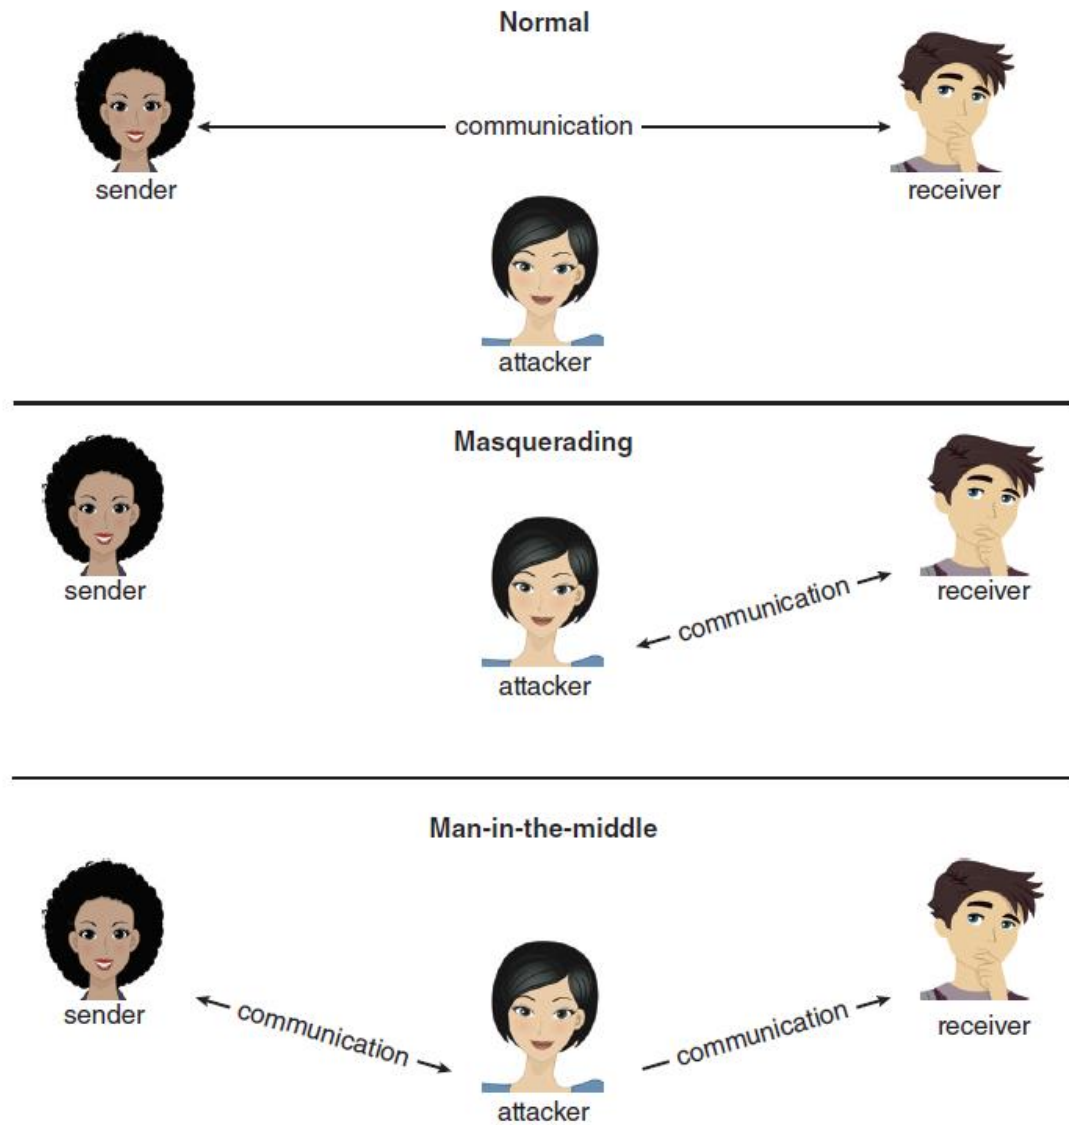 Normal
communication
sender
receiver
attacker
Masquerading
sender
communication
receiver
attacker
Man-in-the-middle
sender
communication
communication
receiver
attacker